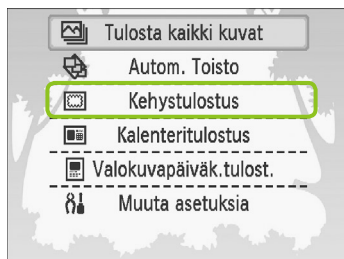 Tulosta kaikki kuvat
Autom. Toisto
Kehystulostus
Kalenteritulostus
Valokuvapäiväk.tulost.
Muuta asetuksia